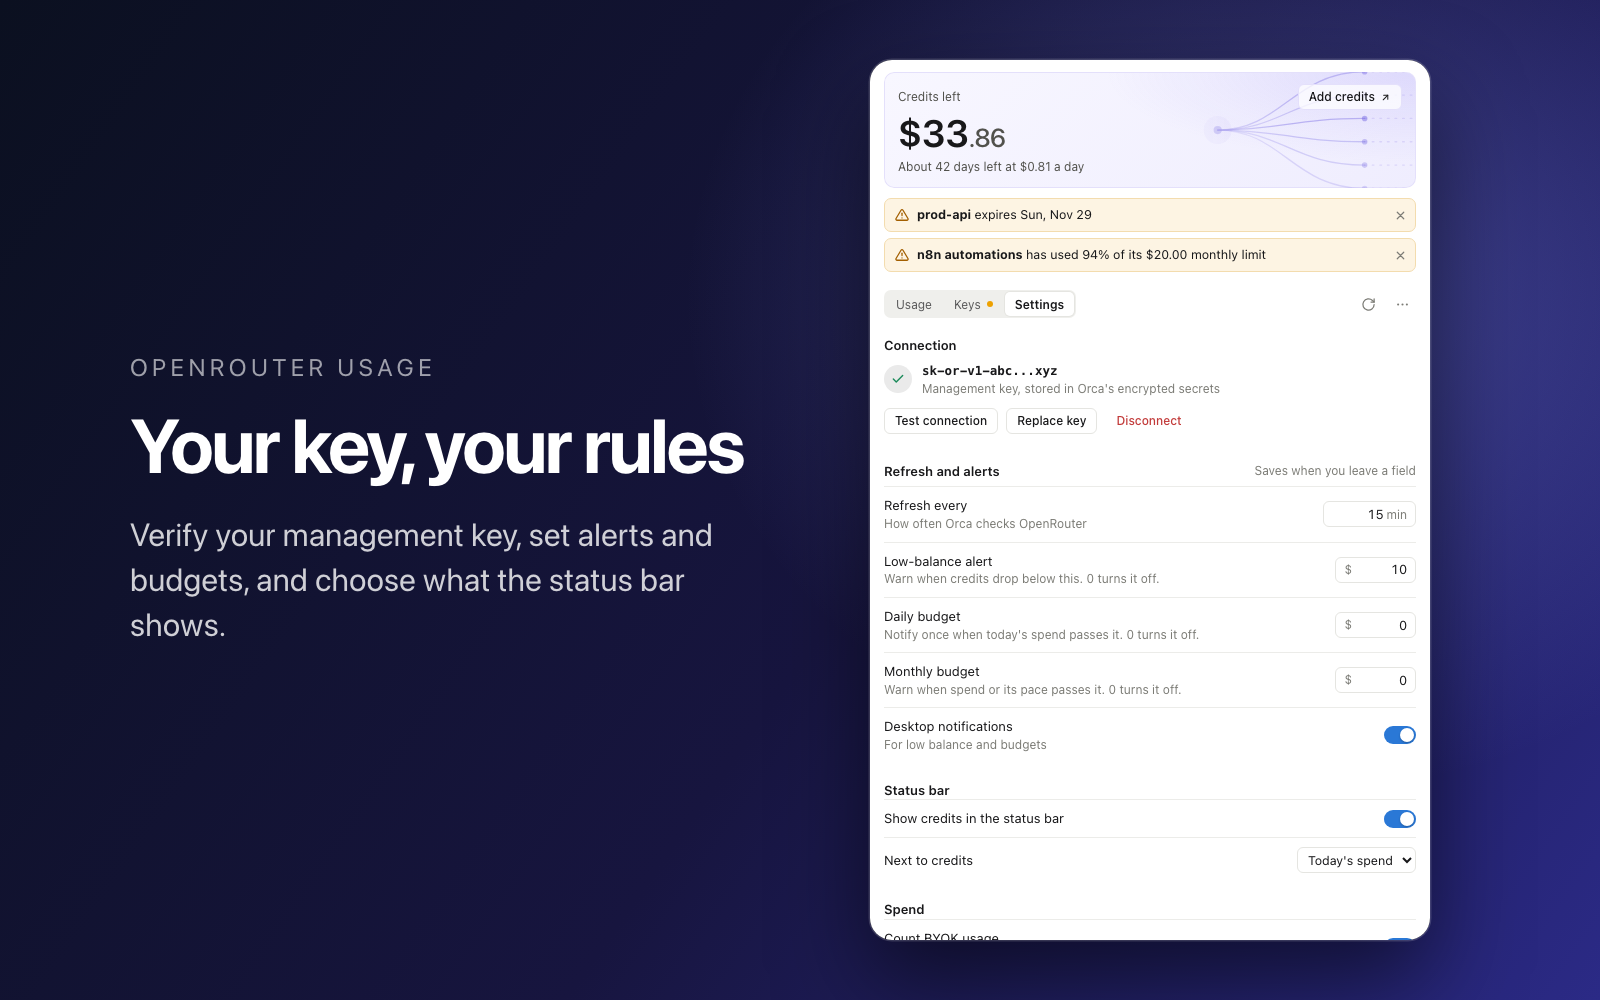 OPENROUTER USAGE
Your key, your rules
Verify your management key, set alerts and
budgets, and choose what the status bar
shows.
Credits left
Add credits ↗
$33.86
About 42 days left at $0.81 a day
prod-api expires Sun, Nov 29
n8n automations has used 94% of its $20.00 monthly limit
Usage Keys Settings
Connection
sk-or-v1-abc...xyz
Management key, stored in Orca's encrypted secrets
Test connection Replace key Disconnect
Refresh and alerts Saves when you leave a field
Refresh every
How often Orca checks OpenRouter
15 min
Low-balance alert
Warn when credits drop below this. 0 turns it off.
$ 10
Daily budget
Notify once when today's spend passes it. 0 turns it off.
$ 0
Monthly budget
Warn when spend or its pace passes it. 0 turns it off.
$ 0
Desktop notifications
For low balance and budgets
Status bar
Show credits in the status bar
Next to credits Today's spend
Spend
Count BYOK usage